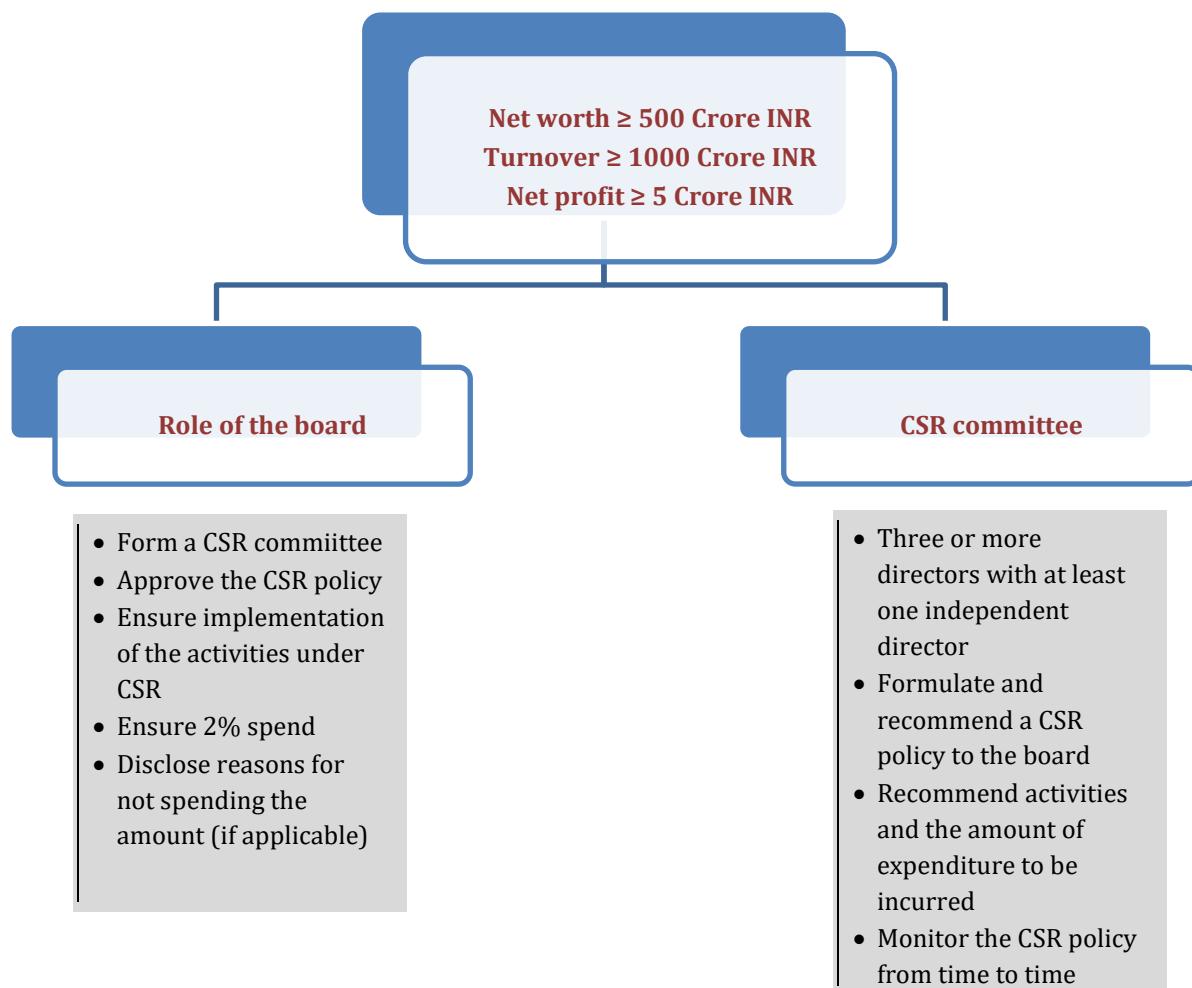 Net worth ≥ 500 Crore INR
Turnover ≥ 1000 Crore INR
Net profit ≥ 5 Crore INR
Role of the board
• Form a CSR commiittee
• Approve the CSR policy
• Ensure implementation
of the activities under
CSR
• Ensure 2% spend
• Disclose reasons for
not spending the
amount (if applicable)
CSR committee
• Three or more
directors with at least
one independent
director
• Formulate and
recommend a CSR
policy to the board
• Recommend activities
and the amount of
expenditure to be
incurred
• Monitor the CSR policy
from time to time